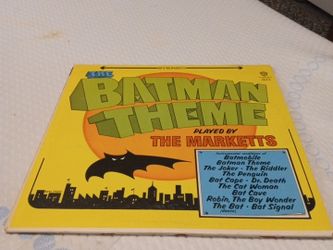 THE
BATMAN
THEME
PLAYED BY
THE MARKETTS
Batmobile
Batman Theme
The Joker • The Riddler
The Penguin
Bat Cape • Dr. Death
The Cat Woman
Bat Cave
Robin, The Boy Wonder
The Bat • Bat Signal